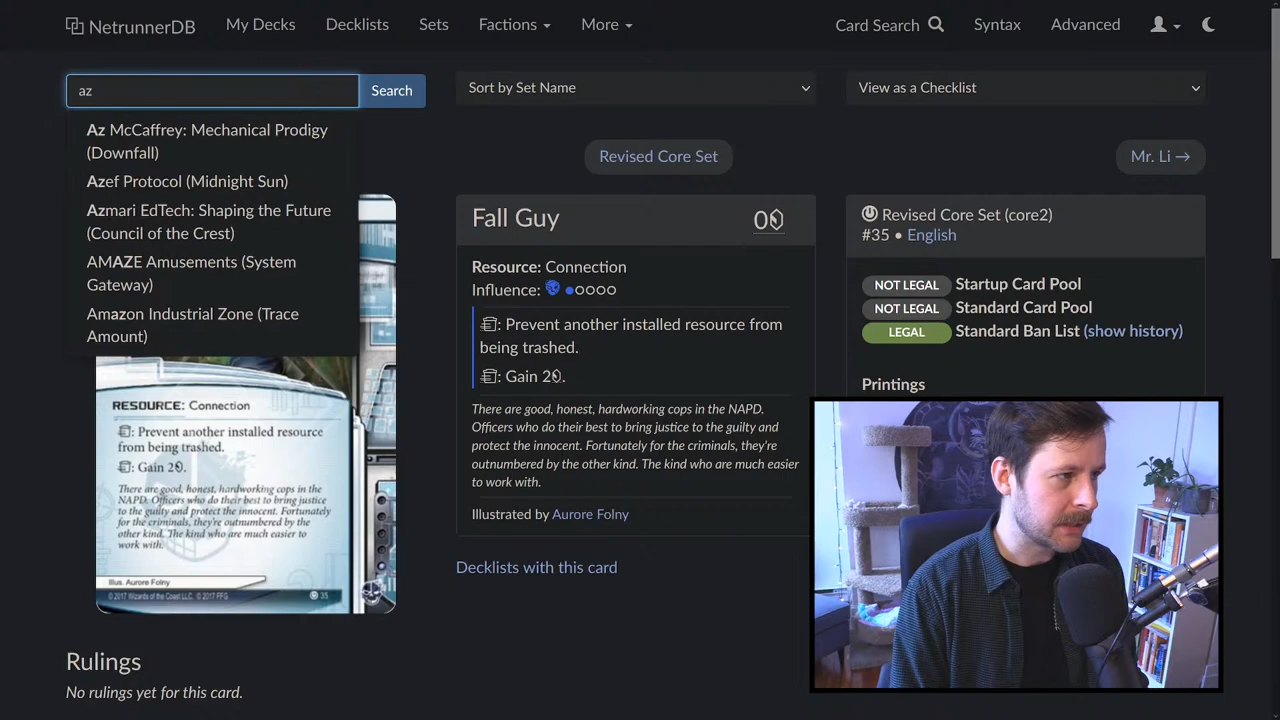 NetrunnerDB
My Decks
Decklists
Sets
Factions
More
Card Search
Syntax
Advanced
az
Search
Sort by Set Name
View as a Checklist
Az McCaffrey: Mechanical Prodigy
(Downfall)
Azef Protocol (Midnight Sun)
Azmari EdTech: Shaping the Future
(Council of the Crest)
AMAZE Amusements (System
Gateway)
Amazon Industrial Zone (Trace
Amount)
Revised Core Set
Mr. Li →
RESOURCE: Connection
: Prevent another installed resource
from being trashed.
: Gain 2
There are good, honest, hardworking cops in the
NAPD. Officers who do their best to bring justice
to the guilty and protect the innocent. Fortunately
for the criminals, they're outnumbered by the
other kind. The kind who are much easier to
work with.
Illus. Aurore Folny
© 2017 Wizards of the Coast LLC. © 2017 FFG
35
Fall Guy
0
Resource: Connection
Influence: ●○○○○
: Prevent another installed resource from
being trashed.
: Gain 2.
There are good, honest, hardworking cops in the NAPD.
Officers who do their best to bring justice to the guilty and
protect the innocent. Fortunately for the criminals, they're
outnumbered by the other kind. The kind who are much easier
to work with.
Illustrated by Aurore Folny
Decklists with this card
Revised Core Set (core2)
#35 • English
NOT LEGAL Startup Card Pool
NOT LEGAL Standard Card Pool
LEGAL Standard Ban List (show history)
Printings
Rulings
No rulings yet for this card.